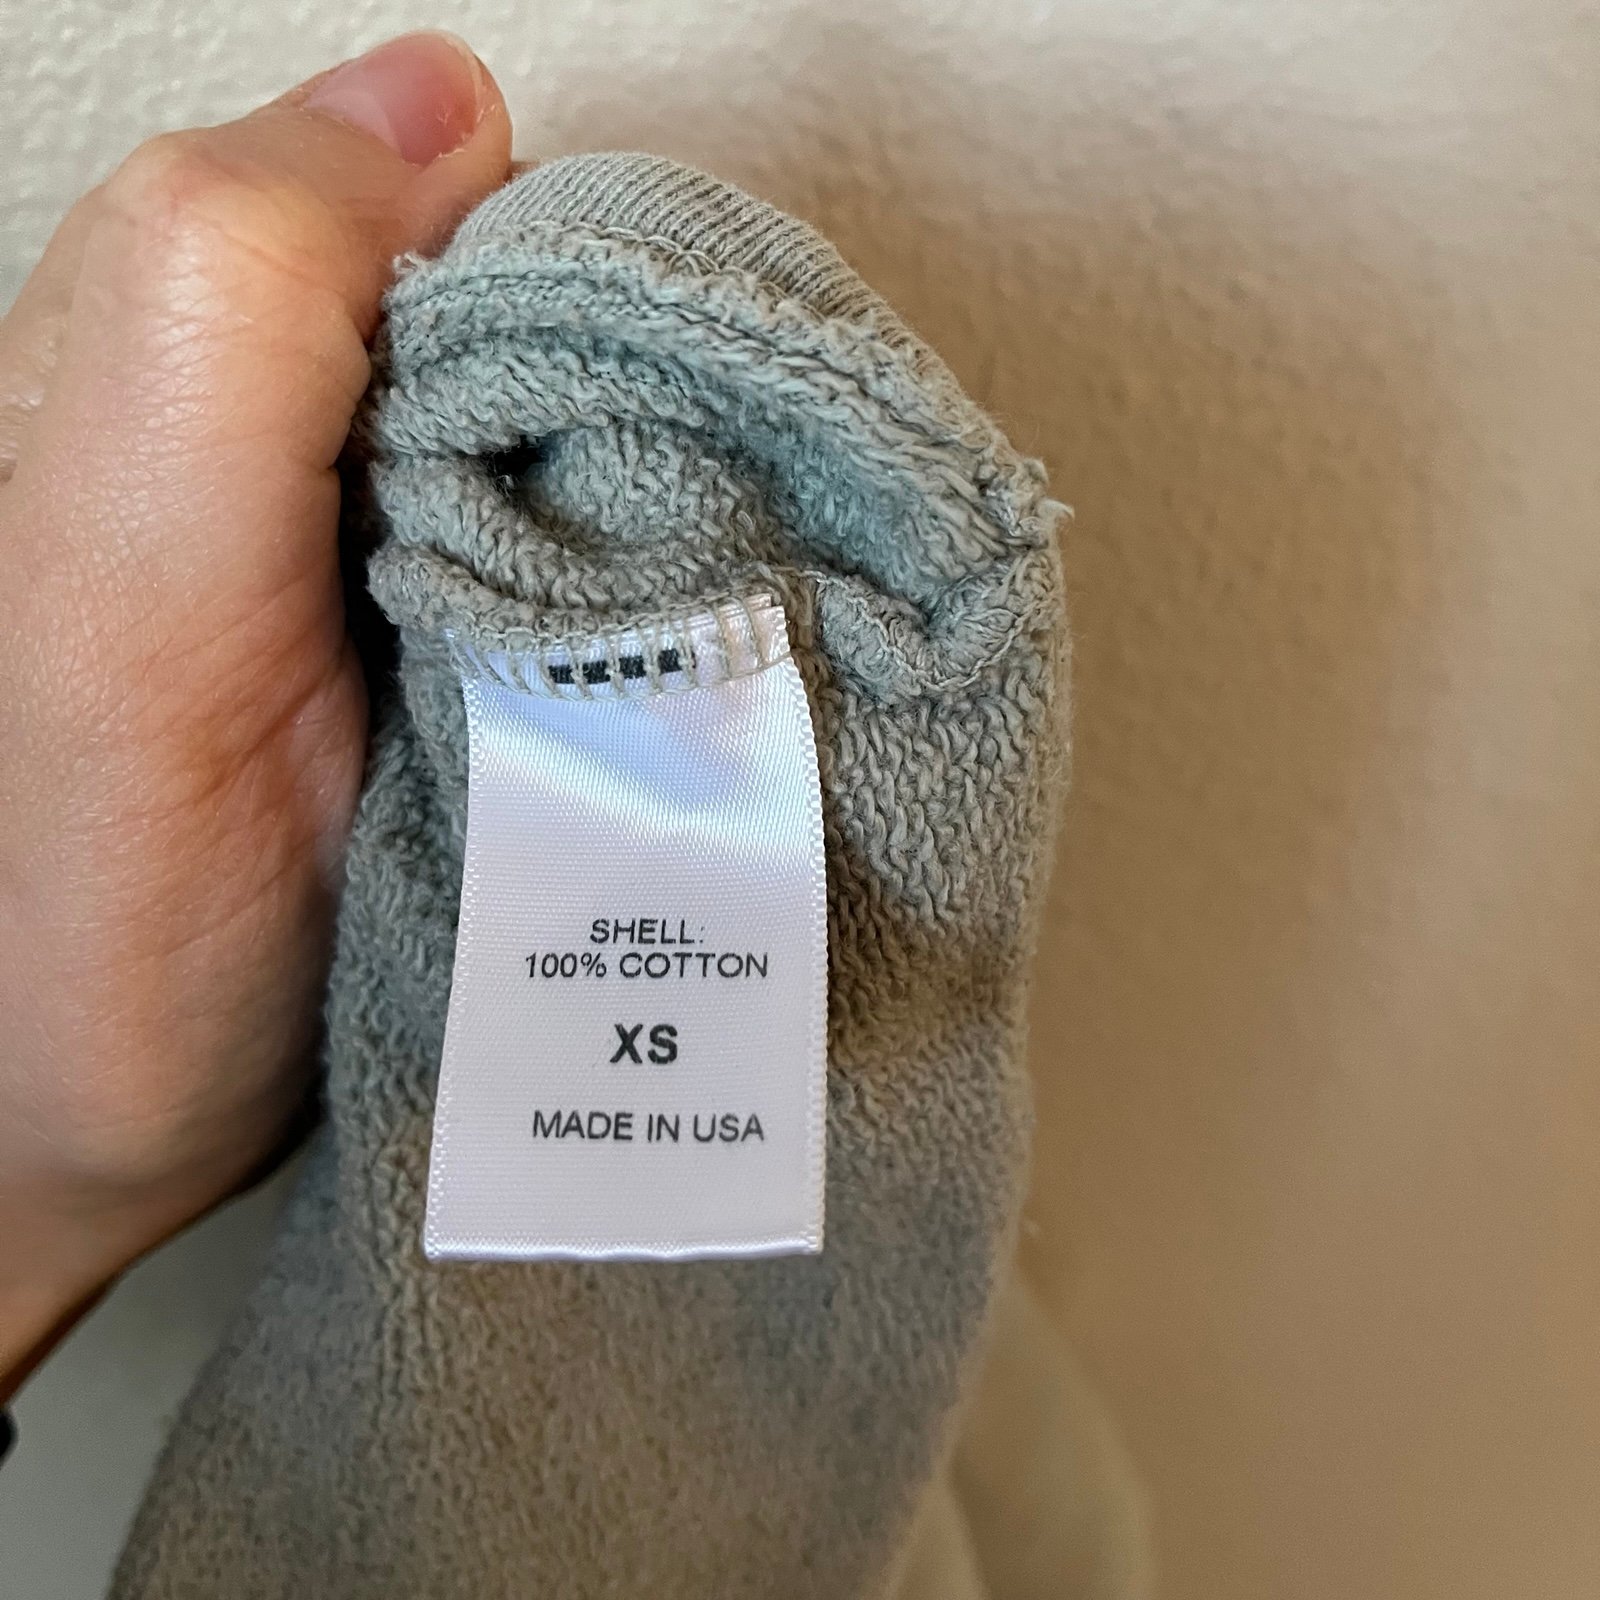 SHELL:
100% COTTON
XS
MADE IN USA